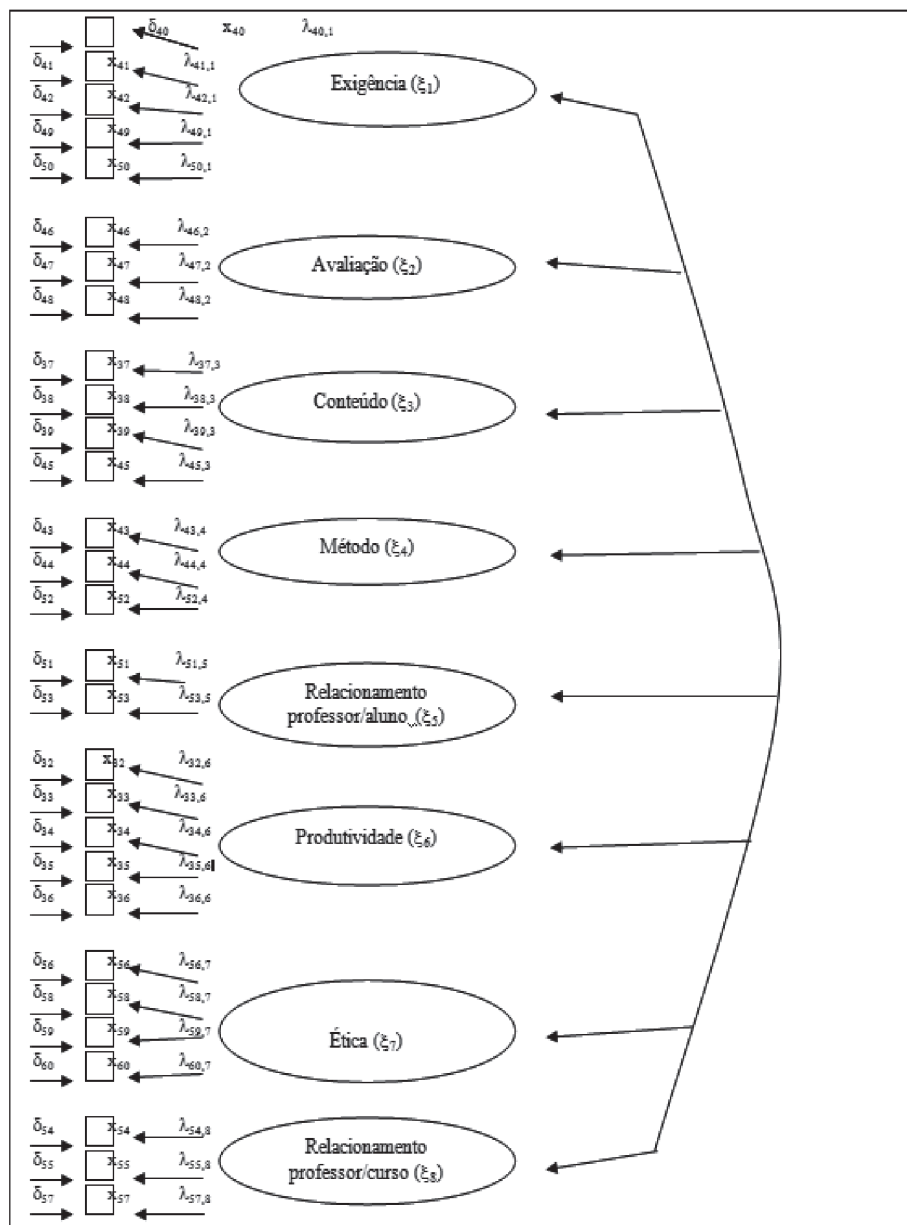 δ40 x40 λ40,1
δ41 x41 λ41,1
Exigência (ξ1)
δ42 x42 λ42,1
δ49 x49 λ49,1
δ50 x50 λ50,1
δ46 x46 λ46,2
δ47 x47 λ47,2 Avaliação (ξ2)
δ48 x48 λ48,2
δ37 x37 λ37,3
δ38 x38 λ38,3 Conteúdo (ξ3)
δ39 x39 λ39,3
δ45 x45 λ45,3
δ43 x43 λ43,4
Método (ξ4)
δ44 x44 λ44,4
δ52 x52 λ52,4
δ51 x51 λ51,5
δ53 x53 λ53,5 Relacionamento
professor/aluno (ξ5)
δ32 x32 λ32,6
δ33 x33 λ33,6
δ34 x34 λ34,6 Produtividade (ξ6)
δ35 x35 λ35,6
δ36 x36 λ36,6
δ56 x56 λ56,7
δ58 x58 λ58,7
δ59 x59 λ59,7
Ética (ξ7)
δ60 x60 λ60,7
δ54 x54 λ54,8
δ55 x55 λ55,8 Relacionamento
professor/curso (ξ8)
δ57 x57 λ57,8